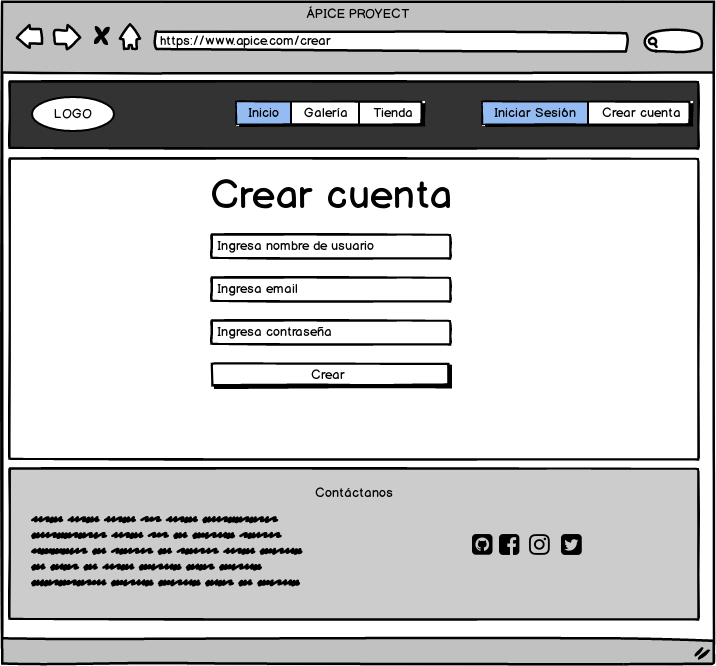 ÁPICE PROYECT
https://www.apice.com/crear
LOGO
Inicio
Galería
Tienda
Iniciar Sesión
Crear cuenta
Crear cuenta
Ingresa nombre de usuario
Ingresa email
Ingresa contraseña
Crear
Contáctanos